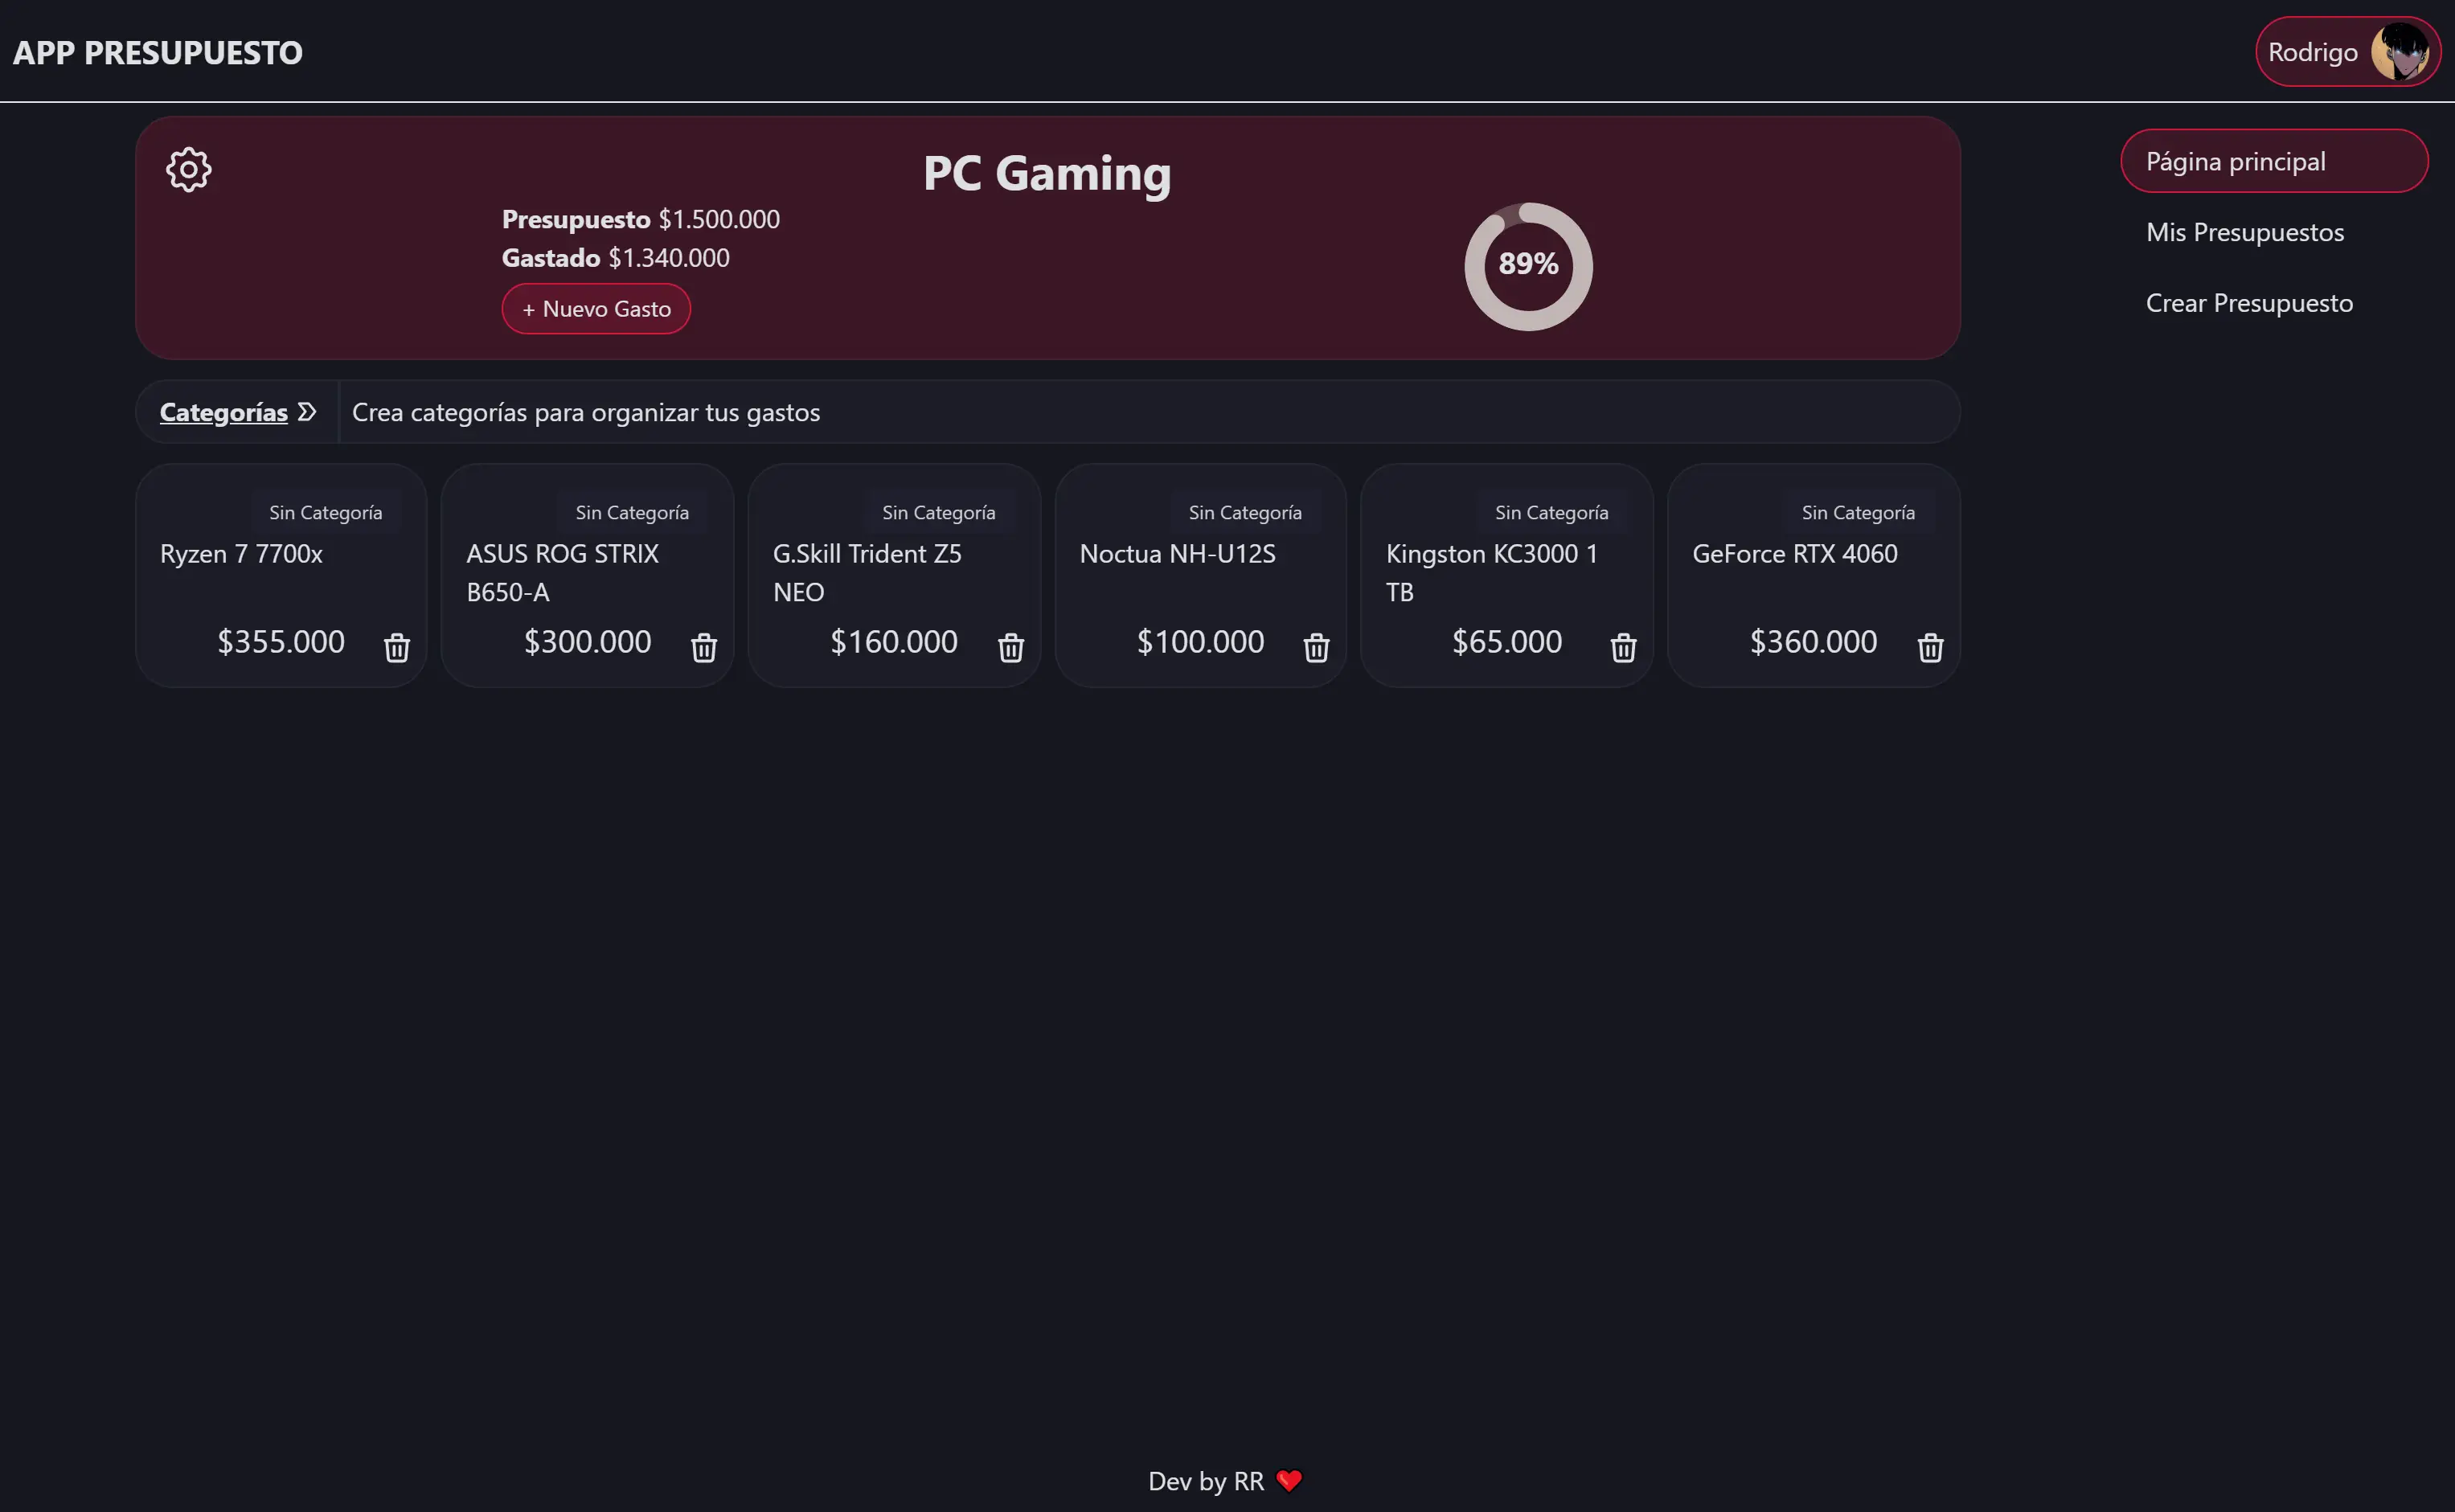 APP PRESUPUESTO
Rodrigo
PC Gaming
Presupuesto $1.500.000
Gastado $1.340.000
+ Nuevo Gasto
89%
Página principal
Mis Presupuestos
Crear Presupuesto
Categorías
Crea categorías para organizar tus gastos
Sin Categoría
Ryzen 7 7700x
$355.000
Sin Categoría
ASUS ROG STRIX
B650-A
$300.000
Sin Categoría
G.Skill Trident Z5
NEO
$160.000
Sin Categoría
Noctua NH-U12S
$100.000
Sin Categoría
Kingston KC3000 1
TB
$65.000
Sin Categoría
GeForce RTX 4060
$360.000
Dev by RR ❤️